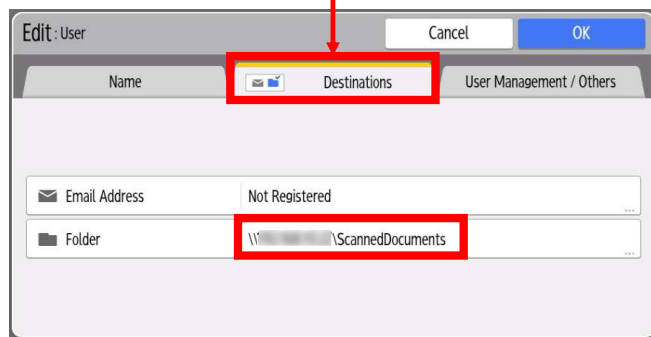 Edit : User
Cancel
OK
Name
Destinations
User Management / Others
Email Address
Not Registered
...
Folder
\\ \ScannedDocuments
...